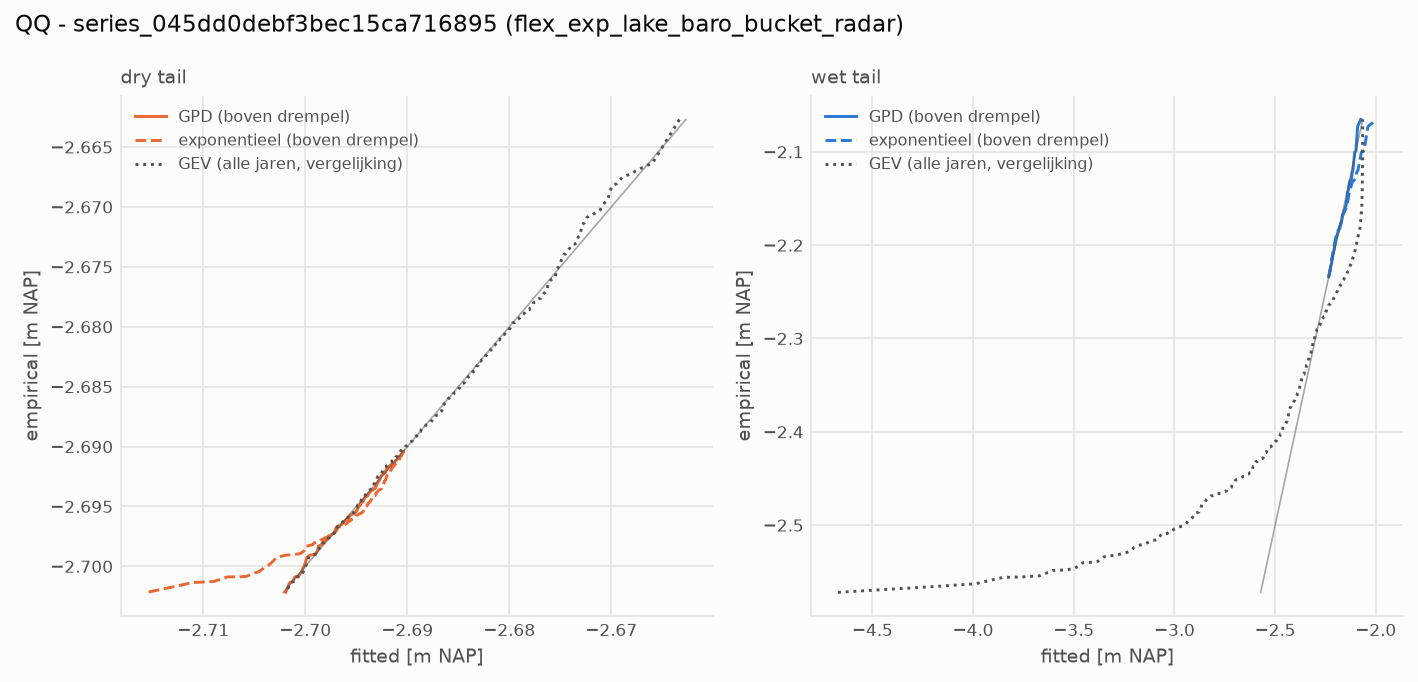 QQ - series_045dd0debf3bec15ca716895 (flex_exp_lake_baro_bucket_radar)
dry tail
GPD (boven drempel)
exponentieel (boven drempel)
GEV (alle jaren, vergelijking)
−2.665
−2.670
−2.675
−2.680
−2.685
−2.690
−2.695
−2.700
empirical [m NAP]
−2.71
−2.70
−2.69
−2.68
−2.67
fitted [m NAP]
wet tail
GPD (boven drempel)
exponentieel (boven drempel)
GEV (alle jaren, vergelijking)
−2.1
−2.2
−2.3
−2.4
−2.5
empirical [m NAP]
−4.5
−4.0
−3.5
−3.0
−2.5
−2.0
fitted [m NAP]